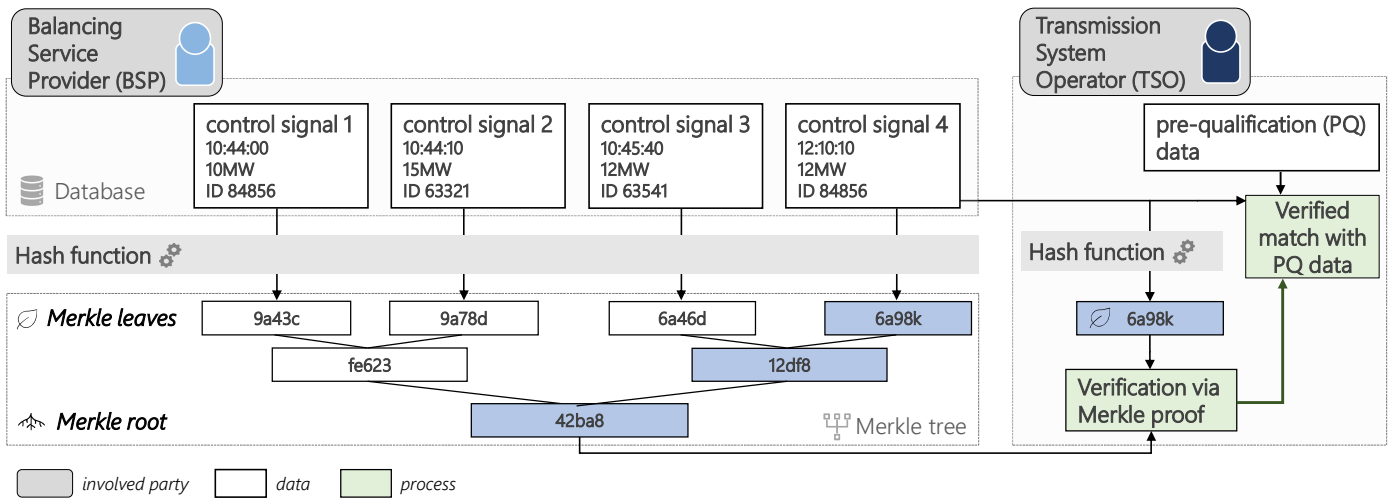 Balancing
Service
Provider (BSP)
Transmission
System
Operator (TSO)
control signal 1
10:44:00
10MW
ID 84856
control signal 2
10:44:10
15MW
ID 63321
control signal 3
10:45:40
12MW
ID 63541
control signal 4
12:10:10
12MW
ID 84856
pre-qualification (PQ)
data
Database
Verified
match with
PQ data
Hash function
Hash function
Merkle leaves
9a43c
9a78d
6a46d
6a98k
6a98k
fe623
12df8
Verification via
Merkle proof
Merkle root
42ba8
Merkle tree
involved party
data
process